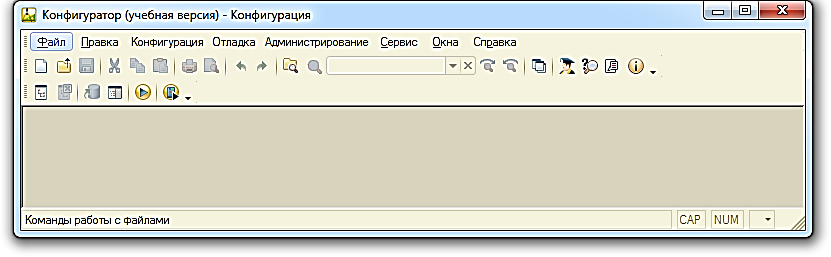 Конфигуратор (учебная версия) - Конфигурация
Файл Правка Конфигурация Отладка Администрирование Сервис Окна Справка
Команды работы с файлами CAP NUM